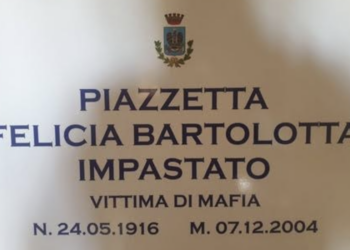 PIAZZETTA
FELICIA BARTOLOTTA
IMPASTATO
VITTIMA DI MAFIA
N. 24.05.1916 M. 07.12.2004